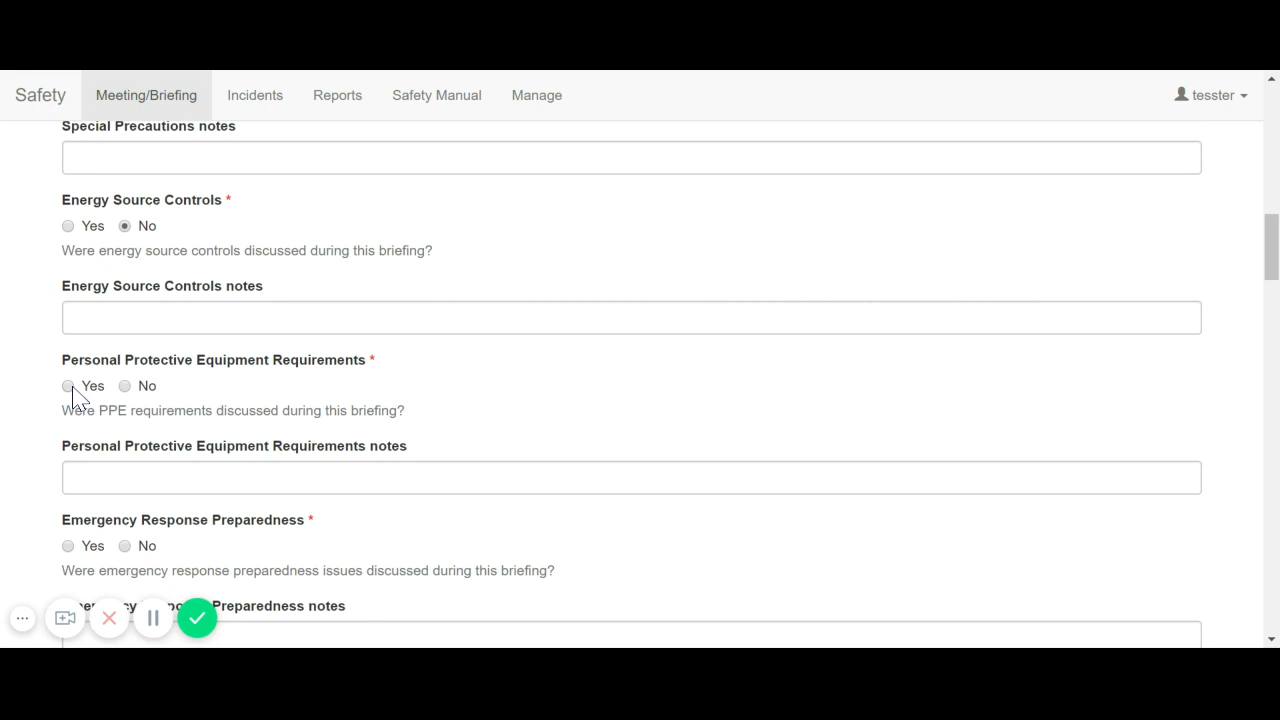 Safety Meeting/Briefing Incidents Reports Safety Manual Manage tesster
Special Precautions notes
Energy Source Controls *
Yes No
Were energy source controls discussed during this briefing?
Energy Source Controls notes
Personal Protective Equipment Requirements *
Yes No
Were PPE requirements discussed during this briefing?
Personal Protective Equipment Requirements notes
Emergency Response Preparedness *
Yes No
Were emergency response preparedness issues discussed during this briefing?
Preparedness notes